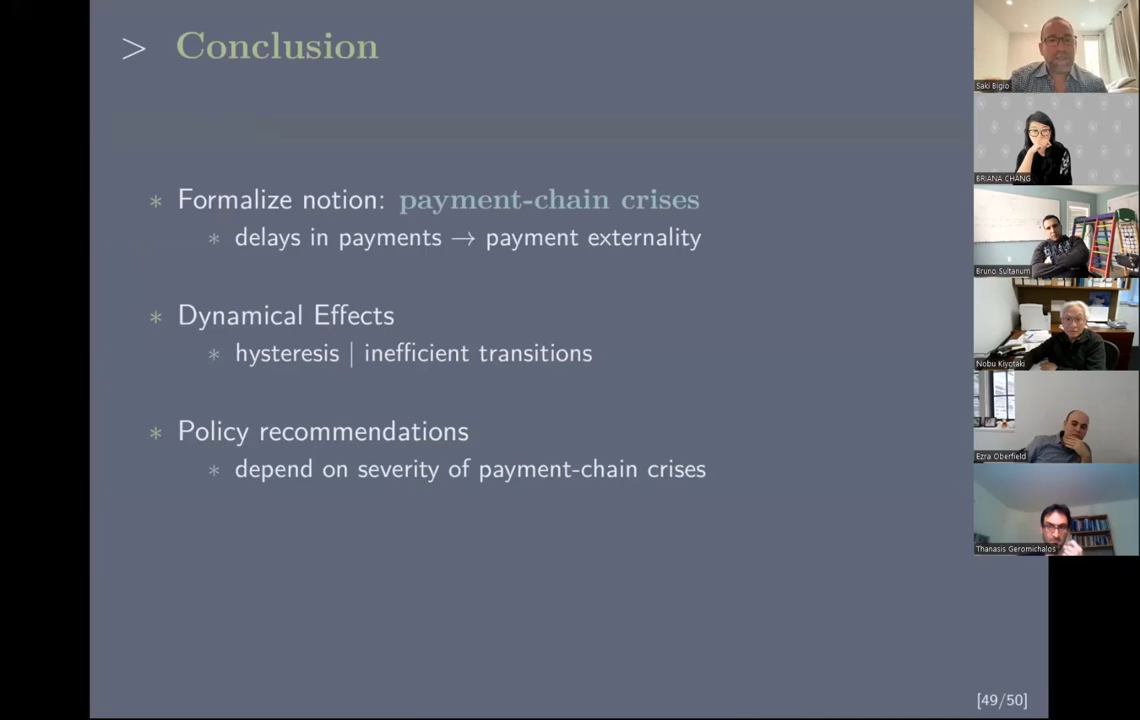 > Conclusion
* Formalize notion: payment-chain crises
* delays in payments → payment externality
* Dynamical Effects
* hysteresis | inefficient transitions
* Policy recommendations
* depend on severity of payment-chain crises
[49/50]
Saki Bigio
BRIANA CHANG
Bruno Sultanum
Nobu Kiyotaki
Ezra Oberfield
Thanasis Geromichalos